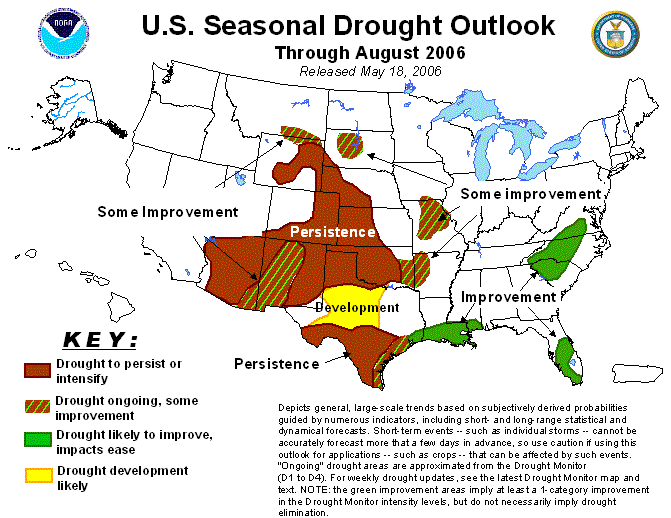 U.S. Seasonal Drought Outlook
Through August 2006
Released May 18, 2006
NOAA
Some Improvement
Some improvement
Persistence
Improvement
Development
Persistence
KEY:
Drought to persist or
intensify
Drought ongoing, some
improvement
Drought likely to improve,
impacts ease
Drought development
likely
Depicts general, large-scale trends based on subjectively derived probabilities
guided by numerous indicators, including short- and long-range statistical and
dynamical forecasts. Short-term events -- such as individual storms -- cannot be
accurately forecast more that a few days in advance, so use caution if using this
outlook for applications -- such as crops -- that can be affected by such events.
"Ongoing" drought areas are approximated from the Drought Monitor
(D1 to D4). For weekly drought updates, see the latest Drought Monitor map and
text. NOTE: the green improvement areas imply at least a 1-category improvement
in the Drought Monitor intensity levels, but do not necessarily imply drought
elimination.